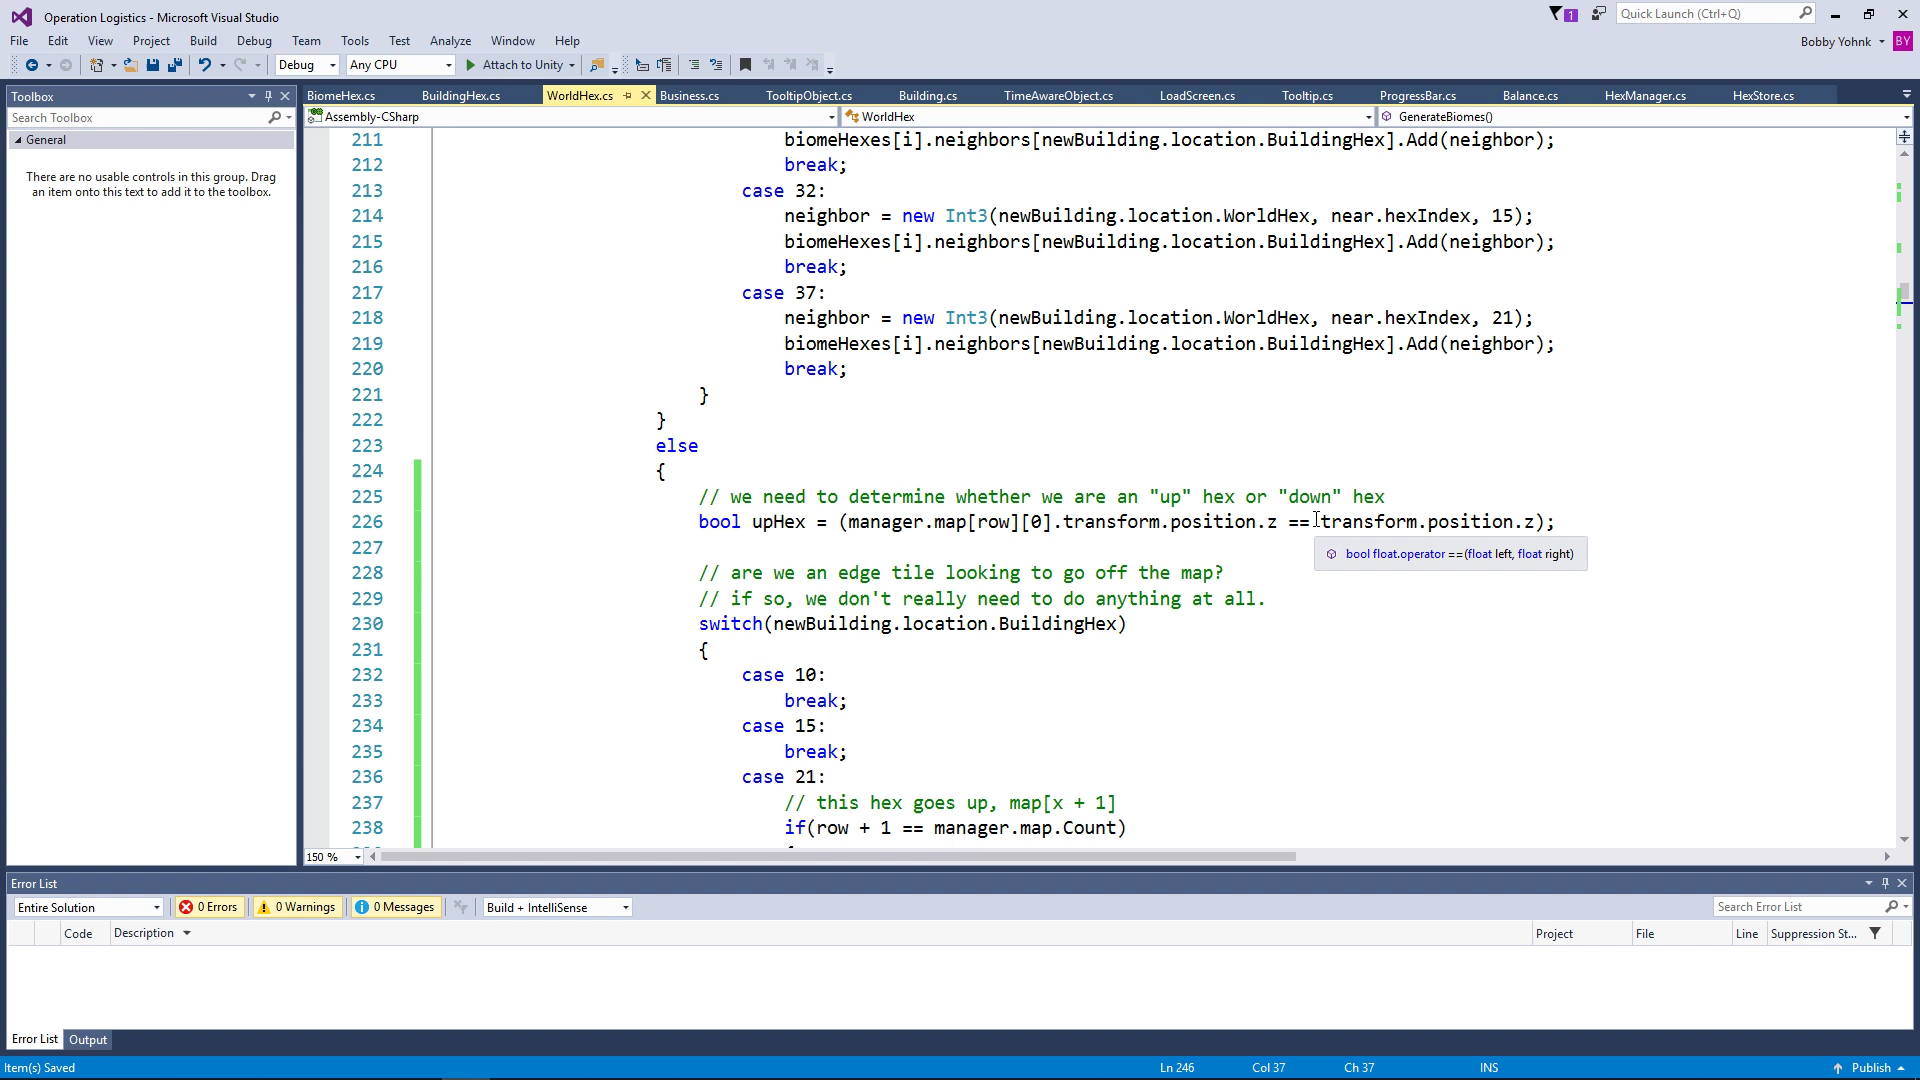 Operation Logistics - Microsoft Visual Studio
1
Quick Launch (Ctrl+Q)
File Edit View Project Build Debug Team Tools Test Analyze Window Help
Bobby Yohnk BY
Debug Any CPU Attach to Unity
Toolbox
BiomeHex.cs BuildingHex.cs WorldHex.cs Business.cs TooltipObject.cs Building.cs TimeAwareObject.cs LoadScreen.cs Tooltip.cs ProgressBar.cs Balance.cs HexManager.cs HexStore.cs
Search Toolbox
Assembly-CSharp WorldHex GenerateBiomes()
General
There are no usable controls in this group. Drag
an item onto this text to add it to the toolbox.
211 biomeHexes[i].neighbors[newBuilding.location.BuildingHex].Add(neighbor);
212 break;
213 case 32:
214 neighbor = new Int3(newBuilding.location.WorldHex, near.hexIndex, 15);
215 biomeHexes[i].neighbors[newBuilding.location.BuildingHex].Add(neighbor);
216 break;
217 case 37:
218 neighbor = new Int3(newBuilding.location.WorldHex, near.hexIndex, 21);
219 biomeHexes[i].neighbors[newBuilding.location.BuildingHex].Add(neighbor);
220 break;
221 }
222 }
223 else
224 {
225 // we need to determine whether we are an "up" hex or "down" hex
226 bool upHex = (manager.map[row][0].transform.position.z == transform.position.z);
bool float.operator ==(float left, float right)
227
228 // are we an edge tile looking to go off the map?
229 // if so, we don't really need to do anything at all.
230 switch(newBuilding.location.BuildingHex)
231 {
232 case 10:
233 break;
234 case 15:
235 break;
236 case 21:
237 // this hex goes up, map[x + 1]
238 if(row + 1 == manager.map.Count)
150 %
Error List
Entire Solution 0 Errors 0 Warnings 0 Messages Build + IntelliSense Search Error List
Code Description Project File Line Suppression St...
Error List Output
Item(s) Saved Ln 246 Col 37 Ch 37 INS Publish